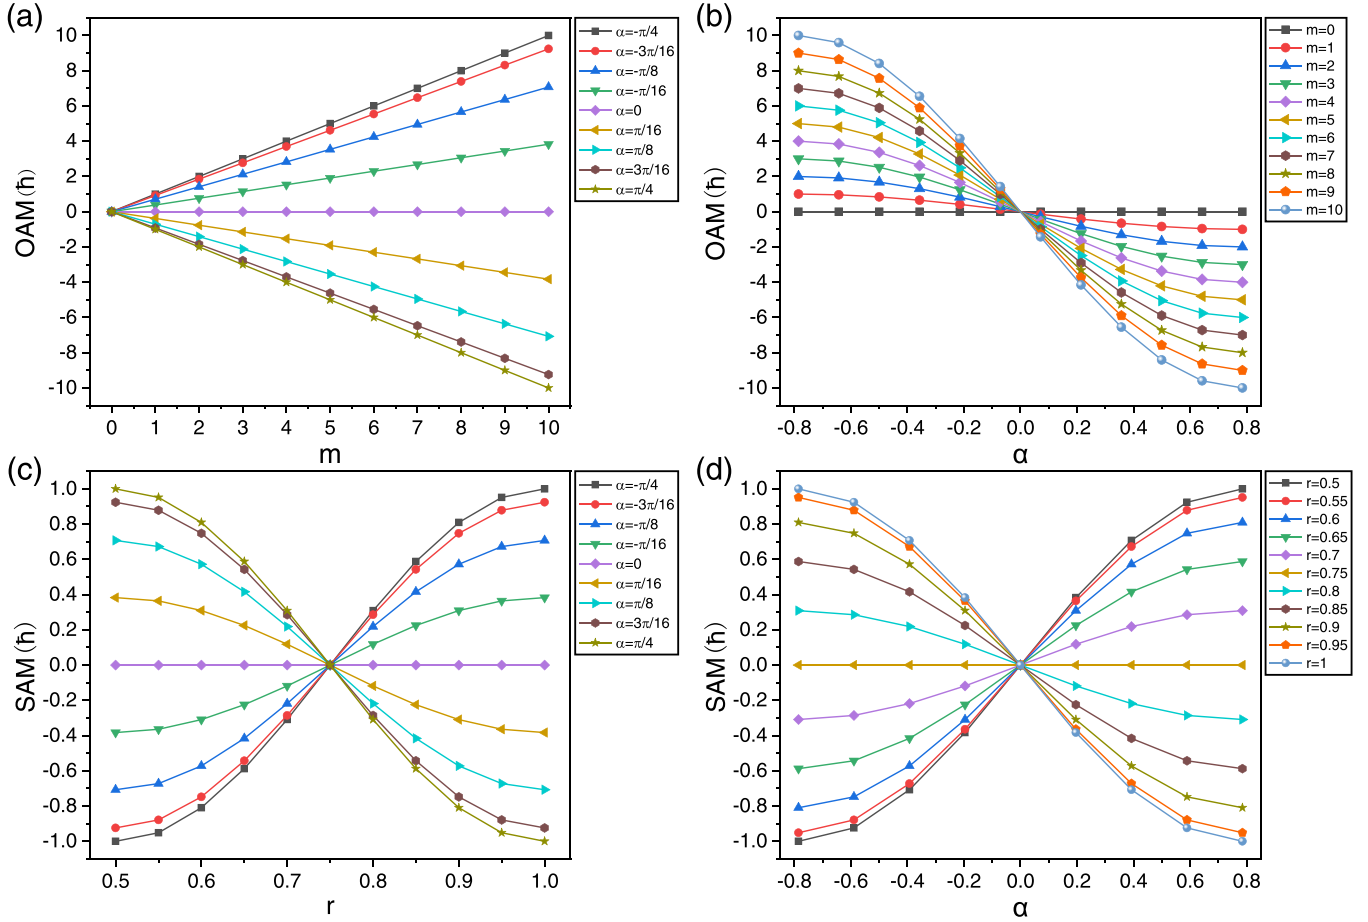 (a)
OAM(ħ)
10
8
6
4
2
0
-2
-4
-6
-8
-10
0 1 2 3 4 5 6 7 8 9 10
m
α=-π/4
α=-3π/16
α=-π/8
α=-π/16
α=0
α=π/16
α=π/8
α=3π/16
α=π/4
(b)
OAM(ħ)
10
8
6
4
2
0
-2
-4
-6
-8
-10
-0.8 -0.6 -0.4 -0.2 0.0 0.2 0.4 0.6 0.8
α
m=0
m=1
m=2
m=3
m=4
m=5
m=6
m=7
m=8
m=9
m=10
(c)
SAM(ħ)
1.0
0.8
0.6
0.4
0.2
0.0
-0.2
-0.4
-0.6
-0.8
-1.0
0.5 0.6 0.7 0.8 0.9 1.0
r
α=-π/4
α=-3π/16
α=-π/8
α=-π/16
α=0
α=π/16
α=π/8
α=3π/16
α=π/4
(d)
SAM(ħ)
1.0
0.8
0.6
0.4
0.2
0.0
-0.2
-0.4
-0.6
-0.8
-1.0
-0.8 -0.6 -0.4 -0.2 0.0 0.2 0.4 0.6 0.8
α
r=0.5
r=0.55
r=0.6
r=0.65
r=0.7
r=0.75
r=0.8
r=0.85
r=0.9
r=0.95
r=1